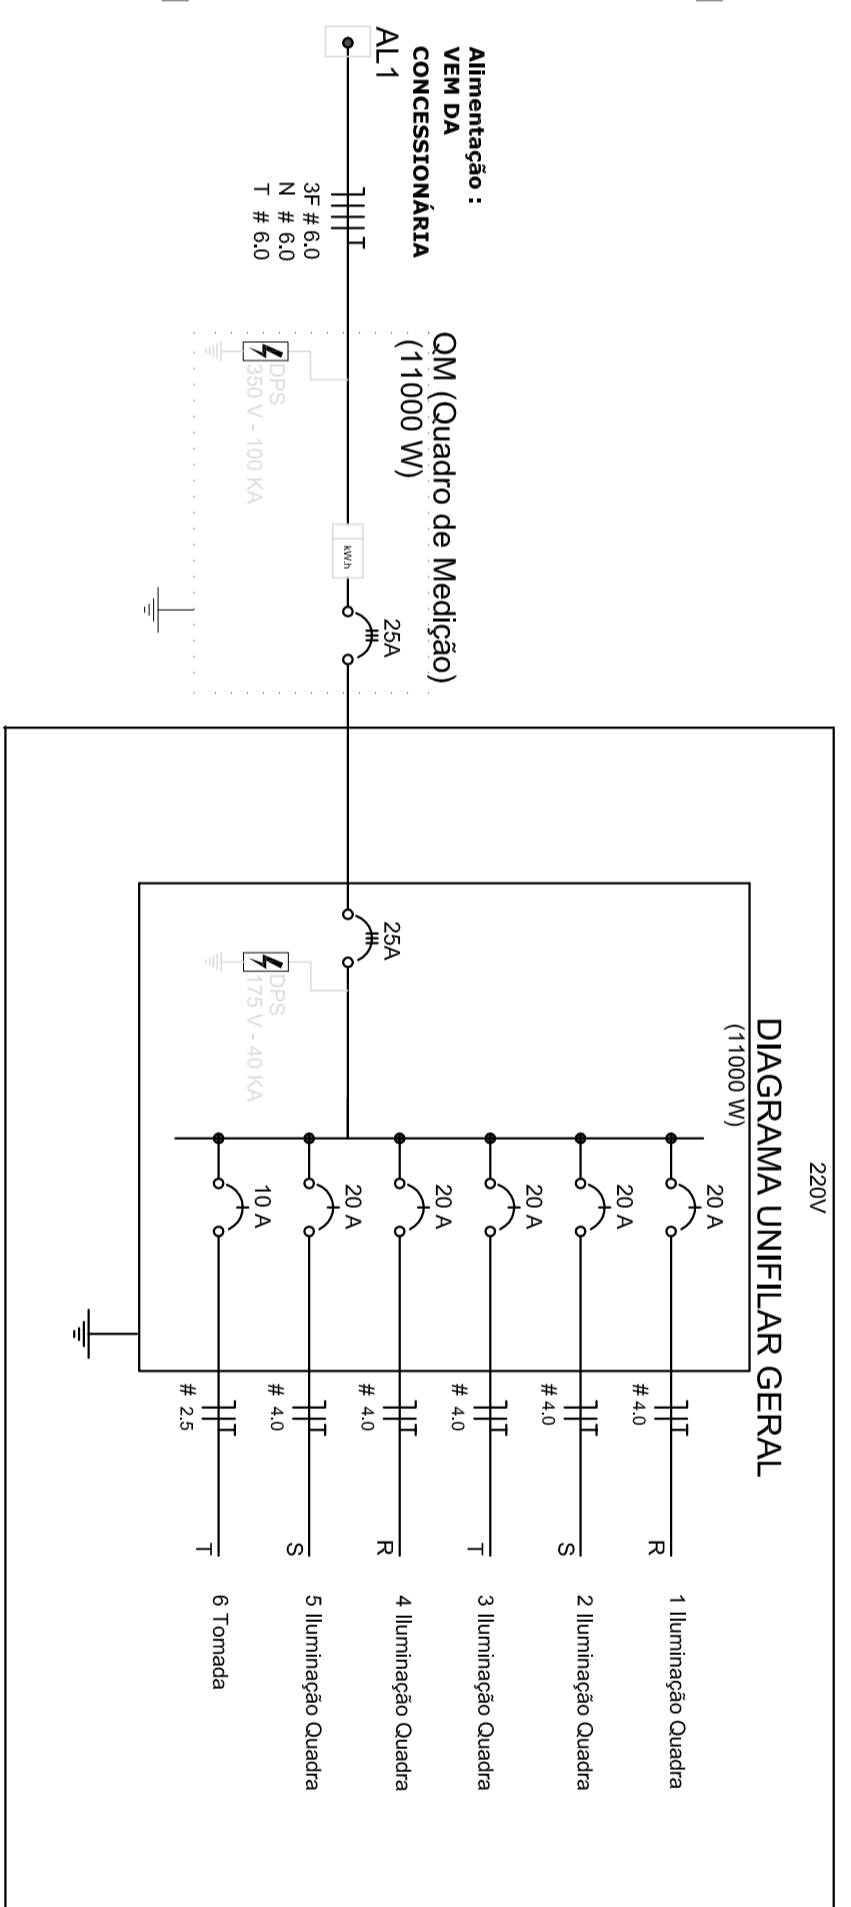 Alimentação :
VEM DA
CONCESSIONÁRIA
AL1
3F # 6.0
N # 6.0
T # 6.0
QM (Quadro de Medição)
(11000 W)
DPS
350 V - 100 KA
kW.h
25A
220V
DIAGRAMA UNIFILAR GERAL
(11000 W)
25A
DPS
175 V - 40 KA
20 A
# 4.0
R
1 Iluminação Quadra
20 A
# 4.0
S
2 Iluminação Quadra
20 A
# 4.0
T
3 Iluminação Quadra
20 A
# 4.0
R
4 Iluminação Quadra
20 A
# 4.0
S
5 Iluminação Quadra
10 A
# 2.5
T
6 Tomada